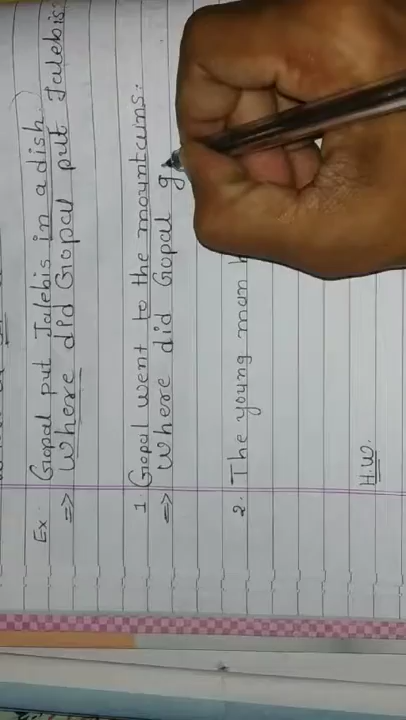 Ex. Gopal put Jalebis in a dish.
=> Where did Gopal put Jalebis?
1. Gopal went to the mountains.
=> Where did Gopal g
2. The young man h
H.W.